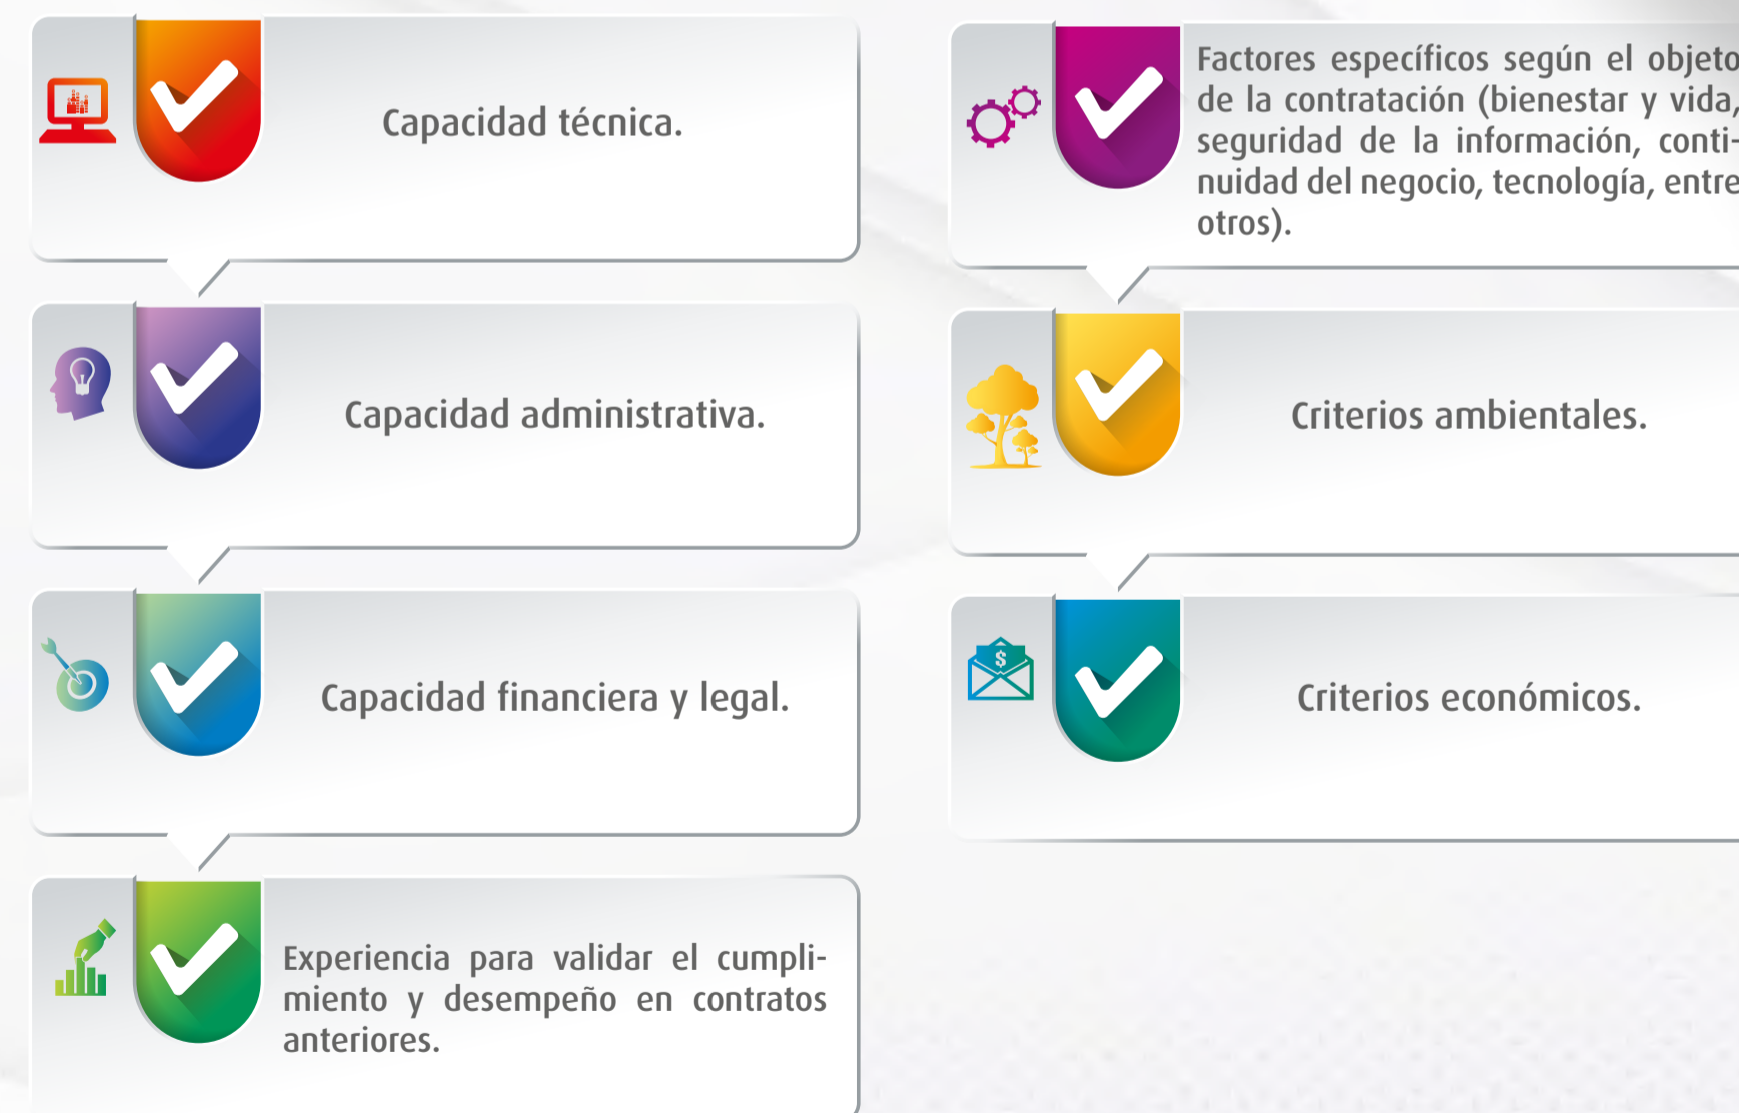 Capacidad técnica.
Capacidad administrativa.
Capacidad financiera y legal.
Experiencia para validar el cumpli-
miento y desempeño en contratos
anteriores.
Factores específicos según el objeto
de la contratación (bienestar y vida,
seguridad de la información, conti-
nuidad del negocio, tecnología, entre
otros).
Criterios ambientales.
$
Criterios económicos.